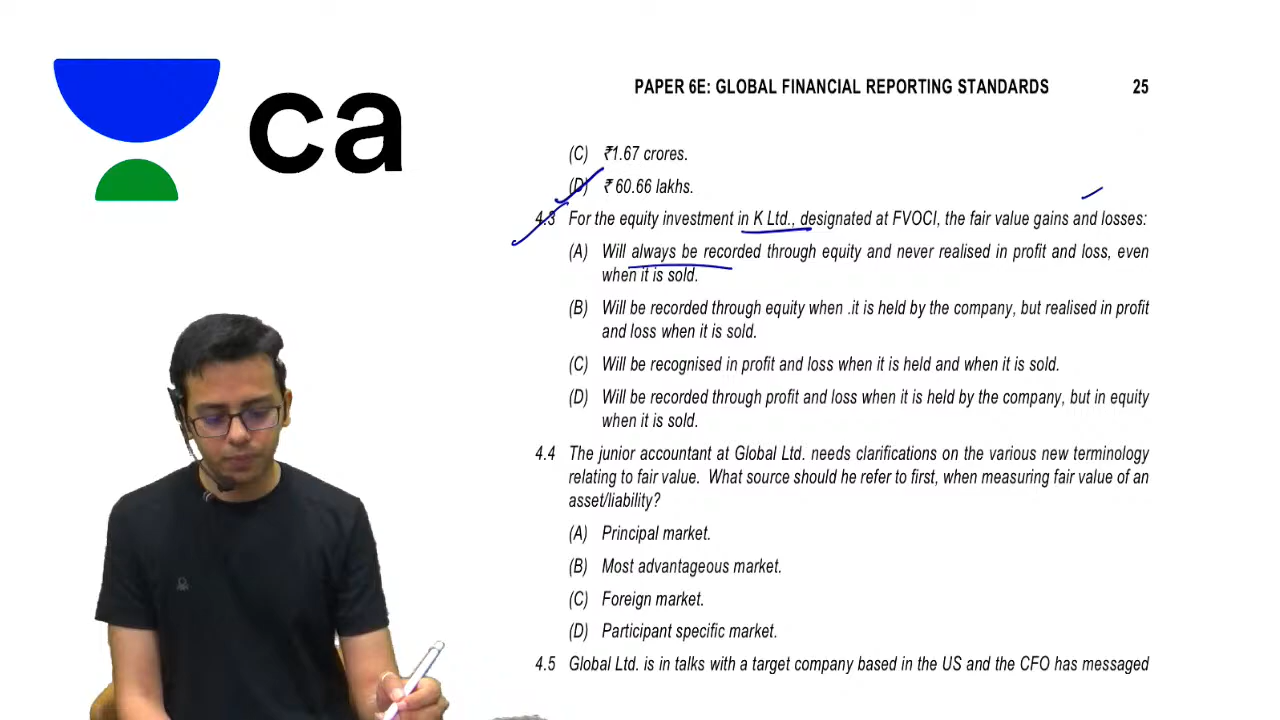 ca
PAPER 6E: GLOBAL FINANCIAL REPORTING STANDARDS 25
(C) ₹1.67 crores.
(D) ₹ 60.66 lakhs.
4.3 For the equity investment in K Ltd., designated at FVOCI, the fair value gains and losses:
(A) Will always be recorded through equity and never realised in profit and loss, even
when it is sold.
(B) Will be recorded through equity when .it is held by the company, but realised in profit
and loss when it is sold.
(C) Will be recognised in profit and loss when it is held and when it is sold.
(D) Will be recorded through profit and loss when it is held by the company, but in equity
when it is sold.
4.4 The junior accountant at Global Ltd. needs clarifications on the various new terminology
relating to fair value. What source should he refer to first, when measuring fair value of an
asset/liability?
(A) Principal market.
(B) Most advantageous market.
(C) Foreign market.
(D) Participant specific market.
4.5 Global Ltd. is in talks with a target company based in the US and the CFO has messaged